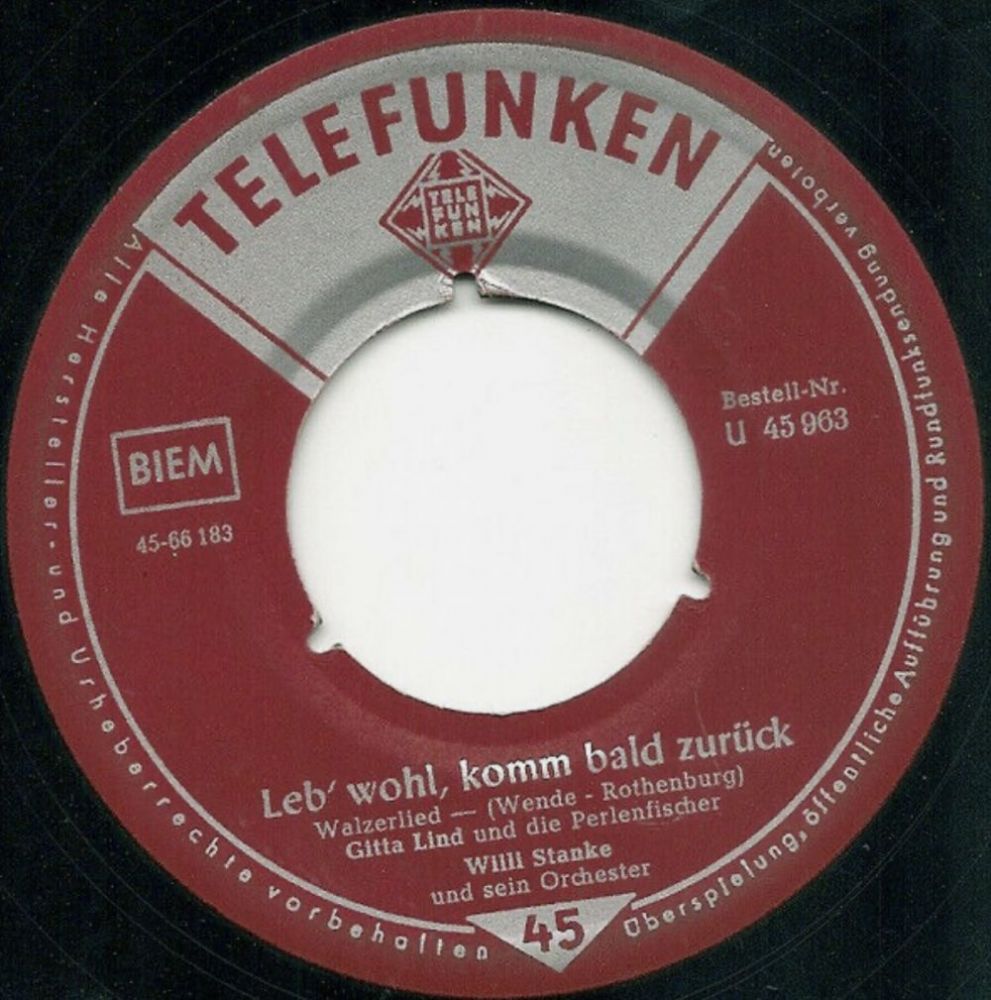 TELEFUNKEN
TELE
FUN
KEN
Bestell-Nr.
U 45 963
BIEM
45-66 183
Leb' wohl, komm bald zurück
Walzerlied — (Wende - Rothenburg)
Gitta Lind und die Perlenfischer
Willi Stanke
und sein Orchester
45
Alle Hersteller- und Urheberrechte vorbehalten
Überspielung, öffentliche Aufführung und Rundfunksendung verboten